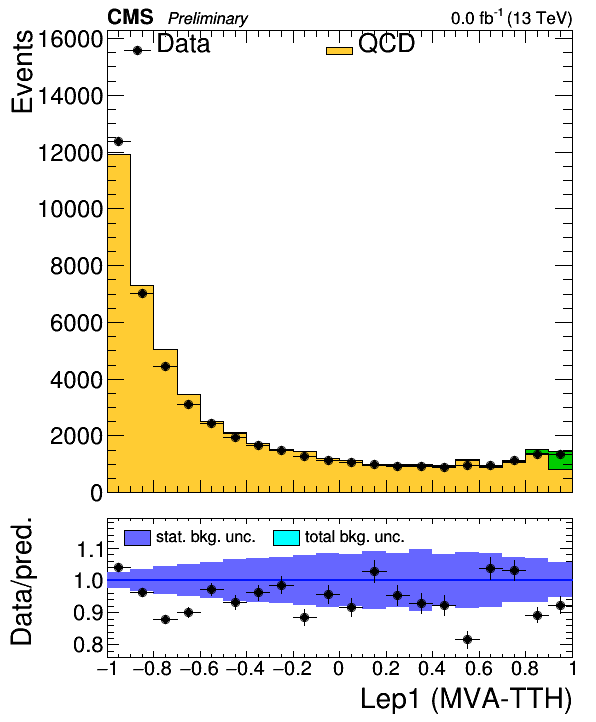 CMS Preliminary 0.0 fb⁻¹ (13 TeV)
Events
Data QCD
16000
14000
12000
10000
8000
6000
4000
2000
0
Data/pred.
stat. bkg. unc. total bkg. unc.
1.1
1.0
0.9
0.8
−1 −0.8 −0.6 −0.4 −0.2 0 0.2 0.4 0.6 0.8 1
Lep1 (MVA-TTH)